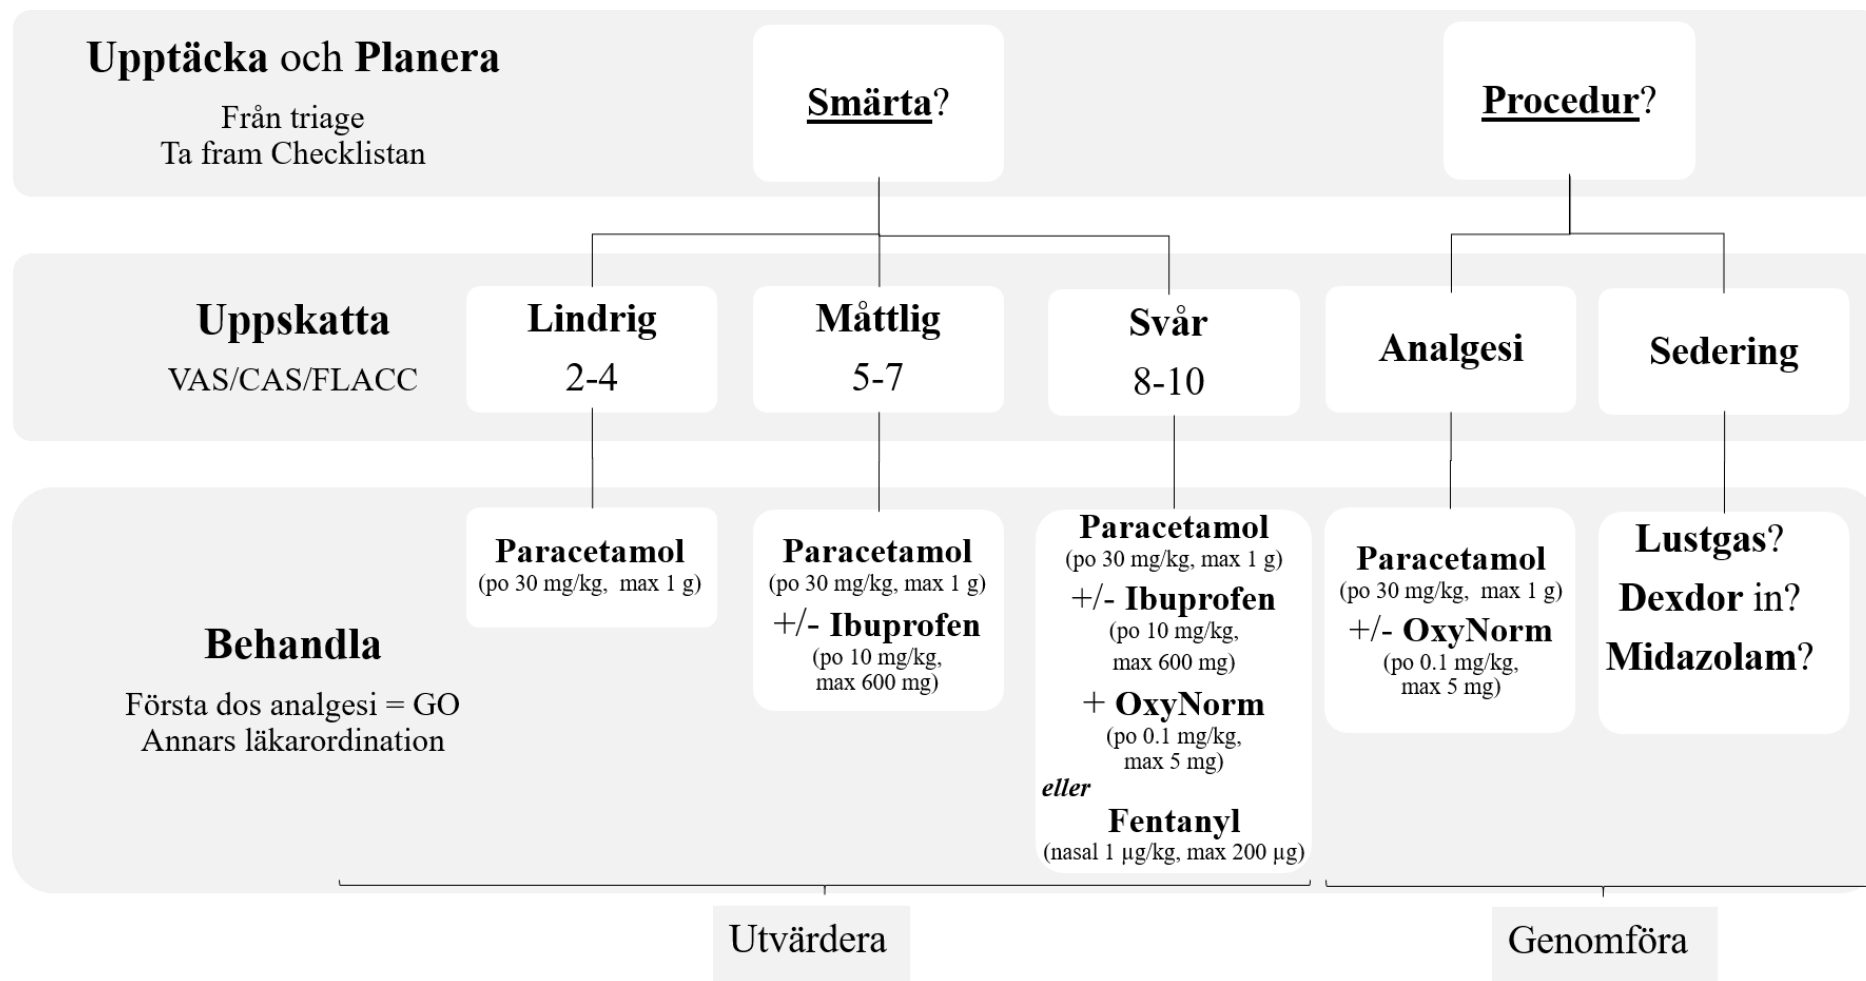 Upptäcka och Planera
Från triage
Ta fram Checklistan
Smärta?
Procedur?
Uppskatta
VAS/CAS/FLACC
Lindrig
2-4
Måttlig
5-7
Svår
8-10
Analgesi
Sedering
Behandla
Första dos analgesi = GO
Annars läkarordination
Paracetamol
(po 30 mg/kg,  max 1 g)
Paracetamol
(po 30 mg/kg, max 1 g)
+/- Ibuprofen
(po 10 mg/kg,
max 600 mg)
Paracetamol
(po 30 mg/kg, max 1 g)
+/- Ibuprofen
(po 10 mg/kg,
max 600 mg)
+ OxyNorm
(po 0.1 mg/kg,
max 5 mg)
eller
Fentanyl
(nasal 1 µg/kg, max 200 µg)
Paracetamol
(po 30 mg/kg,  max 1 g)
+/- OxyNorm
(po 0.1 mg/kg,
max 5 mg)
Lustgas?
Dexdor in?
Midazolam?
Utvärdera
Genomföra